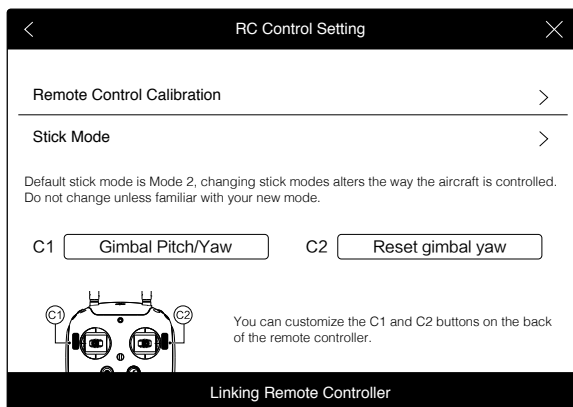 RC Control Setting
Remote Control Calibration
Stick Mode
Default stick mode is Mode 2, changing stick modes alters the way the aircraft is controlled.
Do not change unless familiar with your new mode.
C1 Gimbal Pitch/Yaw C2 Reset gimbal yaw
C1 C2
You can customize the C1 and C2 buttons on the back
of the remote controller.
Linking Remote Controller